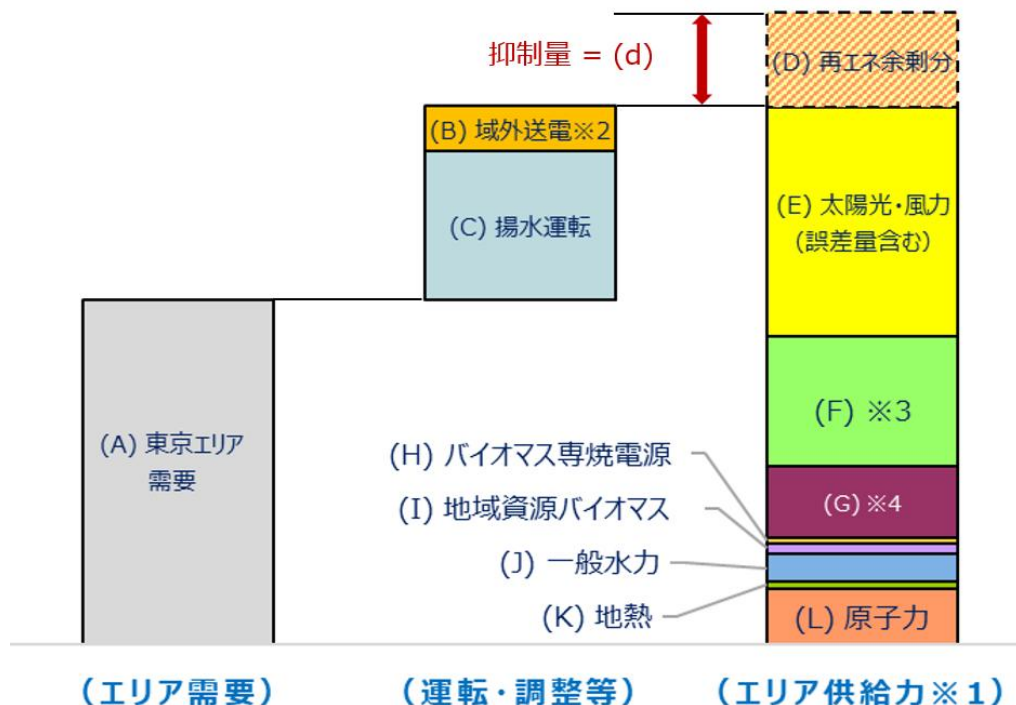 抑制量 = (d)
(D) 再エネ余剰分
(B) 域外送電※2
(C) 揚水運転
(E) 太陽光・風力
(誤差量含む)
(F) ※3
(A) 東京エリア
需要
(H) バイオマス専焼電源
(G) ※4
(I) 地域資源バイオマス
(J) 一般水力
(K) 地熱
(L) 原子力
(エリア需要)
(運転・調整等)
(エリア供給力※1)